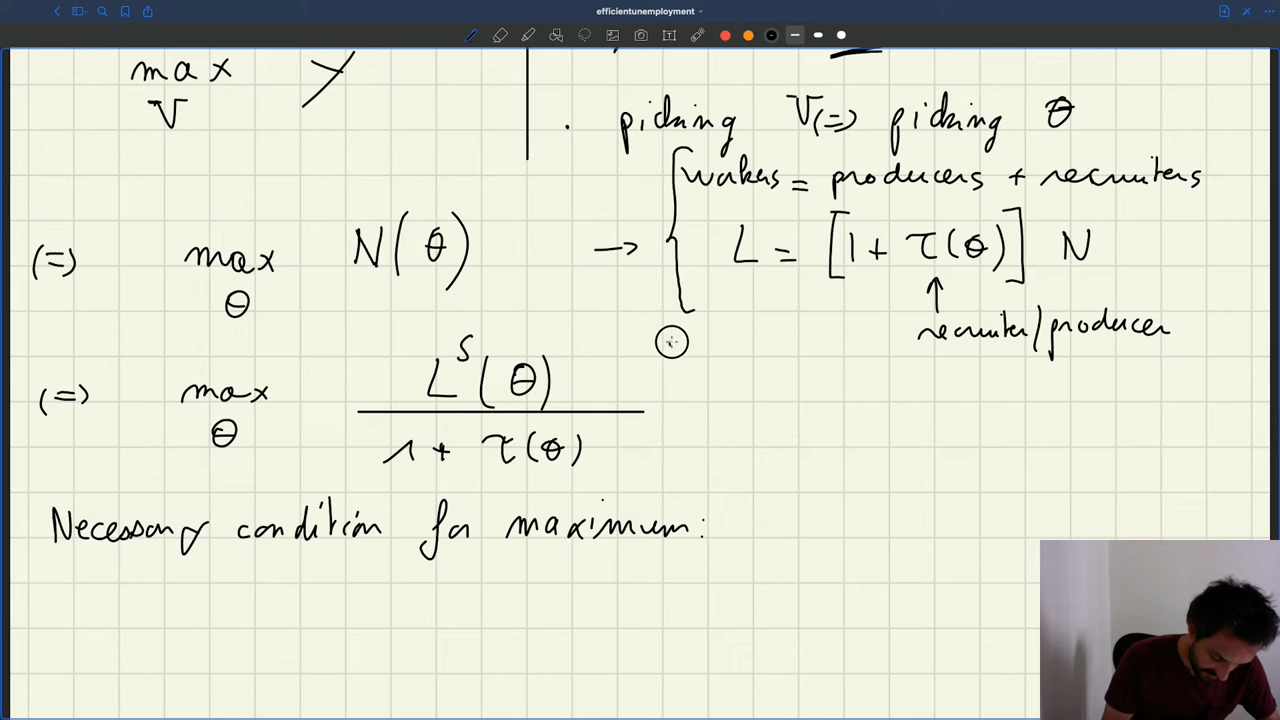 efficientunemployment
max Y
V
. picking V (=) picking θ
workers = producers + recruiters
(=) max N(θ) → L = [1 + τ(θ)] N
θ
↑
recruiter/producer
(=) max L^s(θ)
θ
1 + τ(θ)
Necessary condition for maximum: